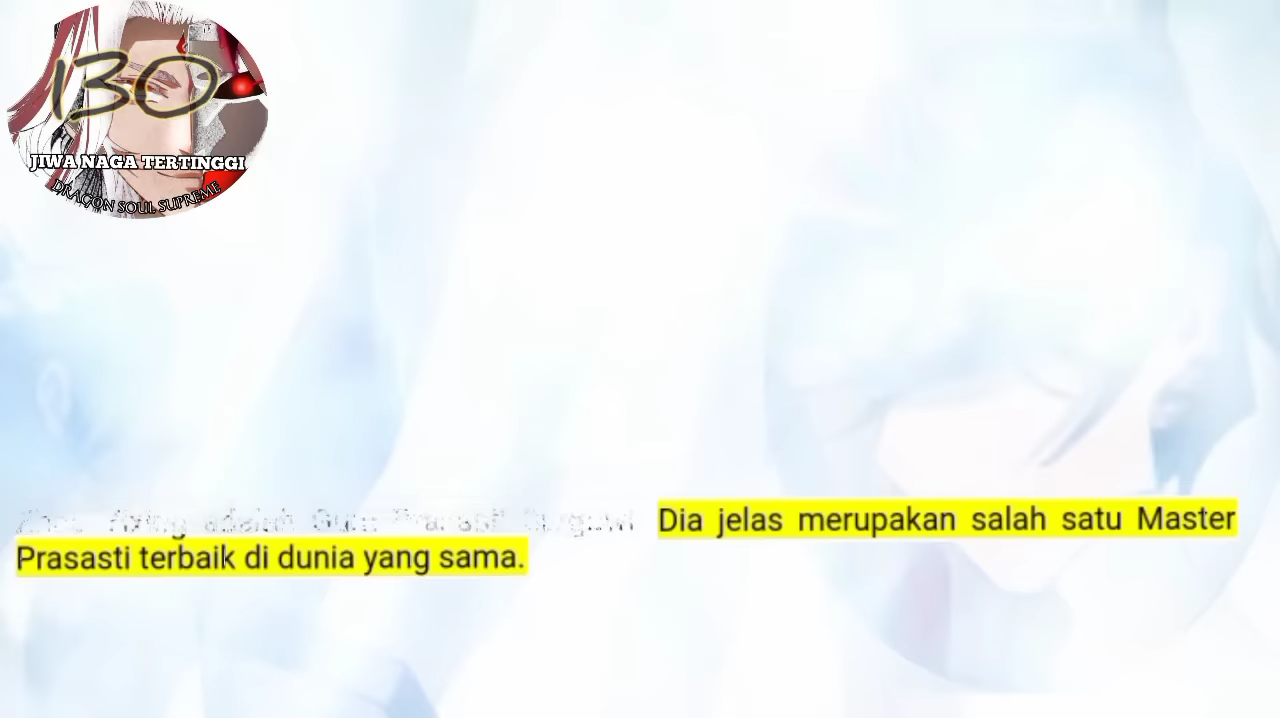 130
JIWA NAGA TERTINGGI
DRAGON SOUL SUPREME
adalah Dia jelas merupakan salah satu Master
Prasasti terbaik di dunia yang sama.